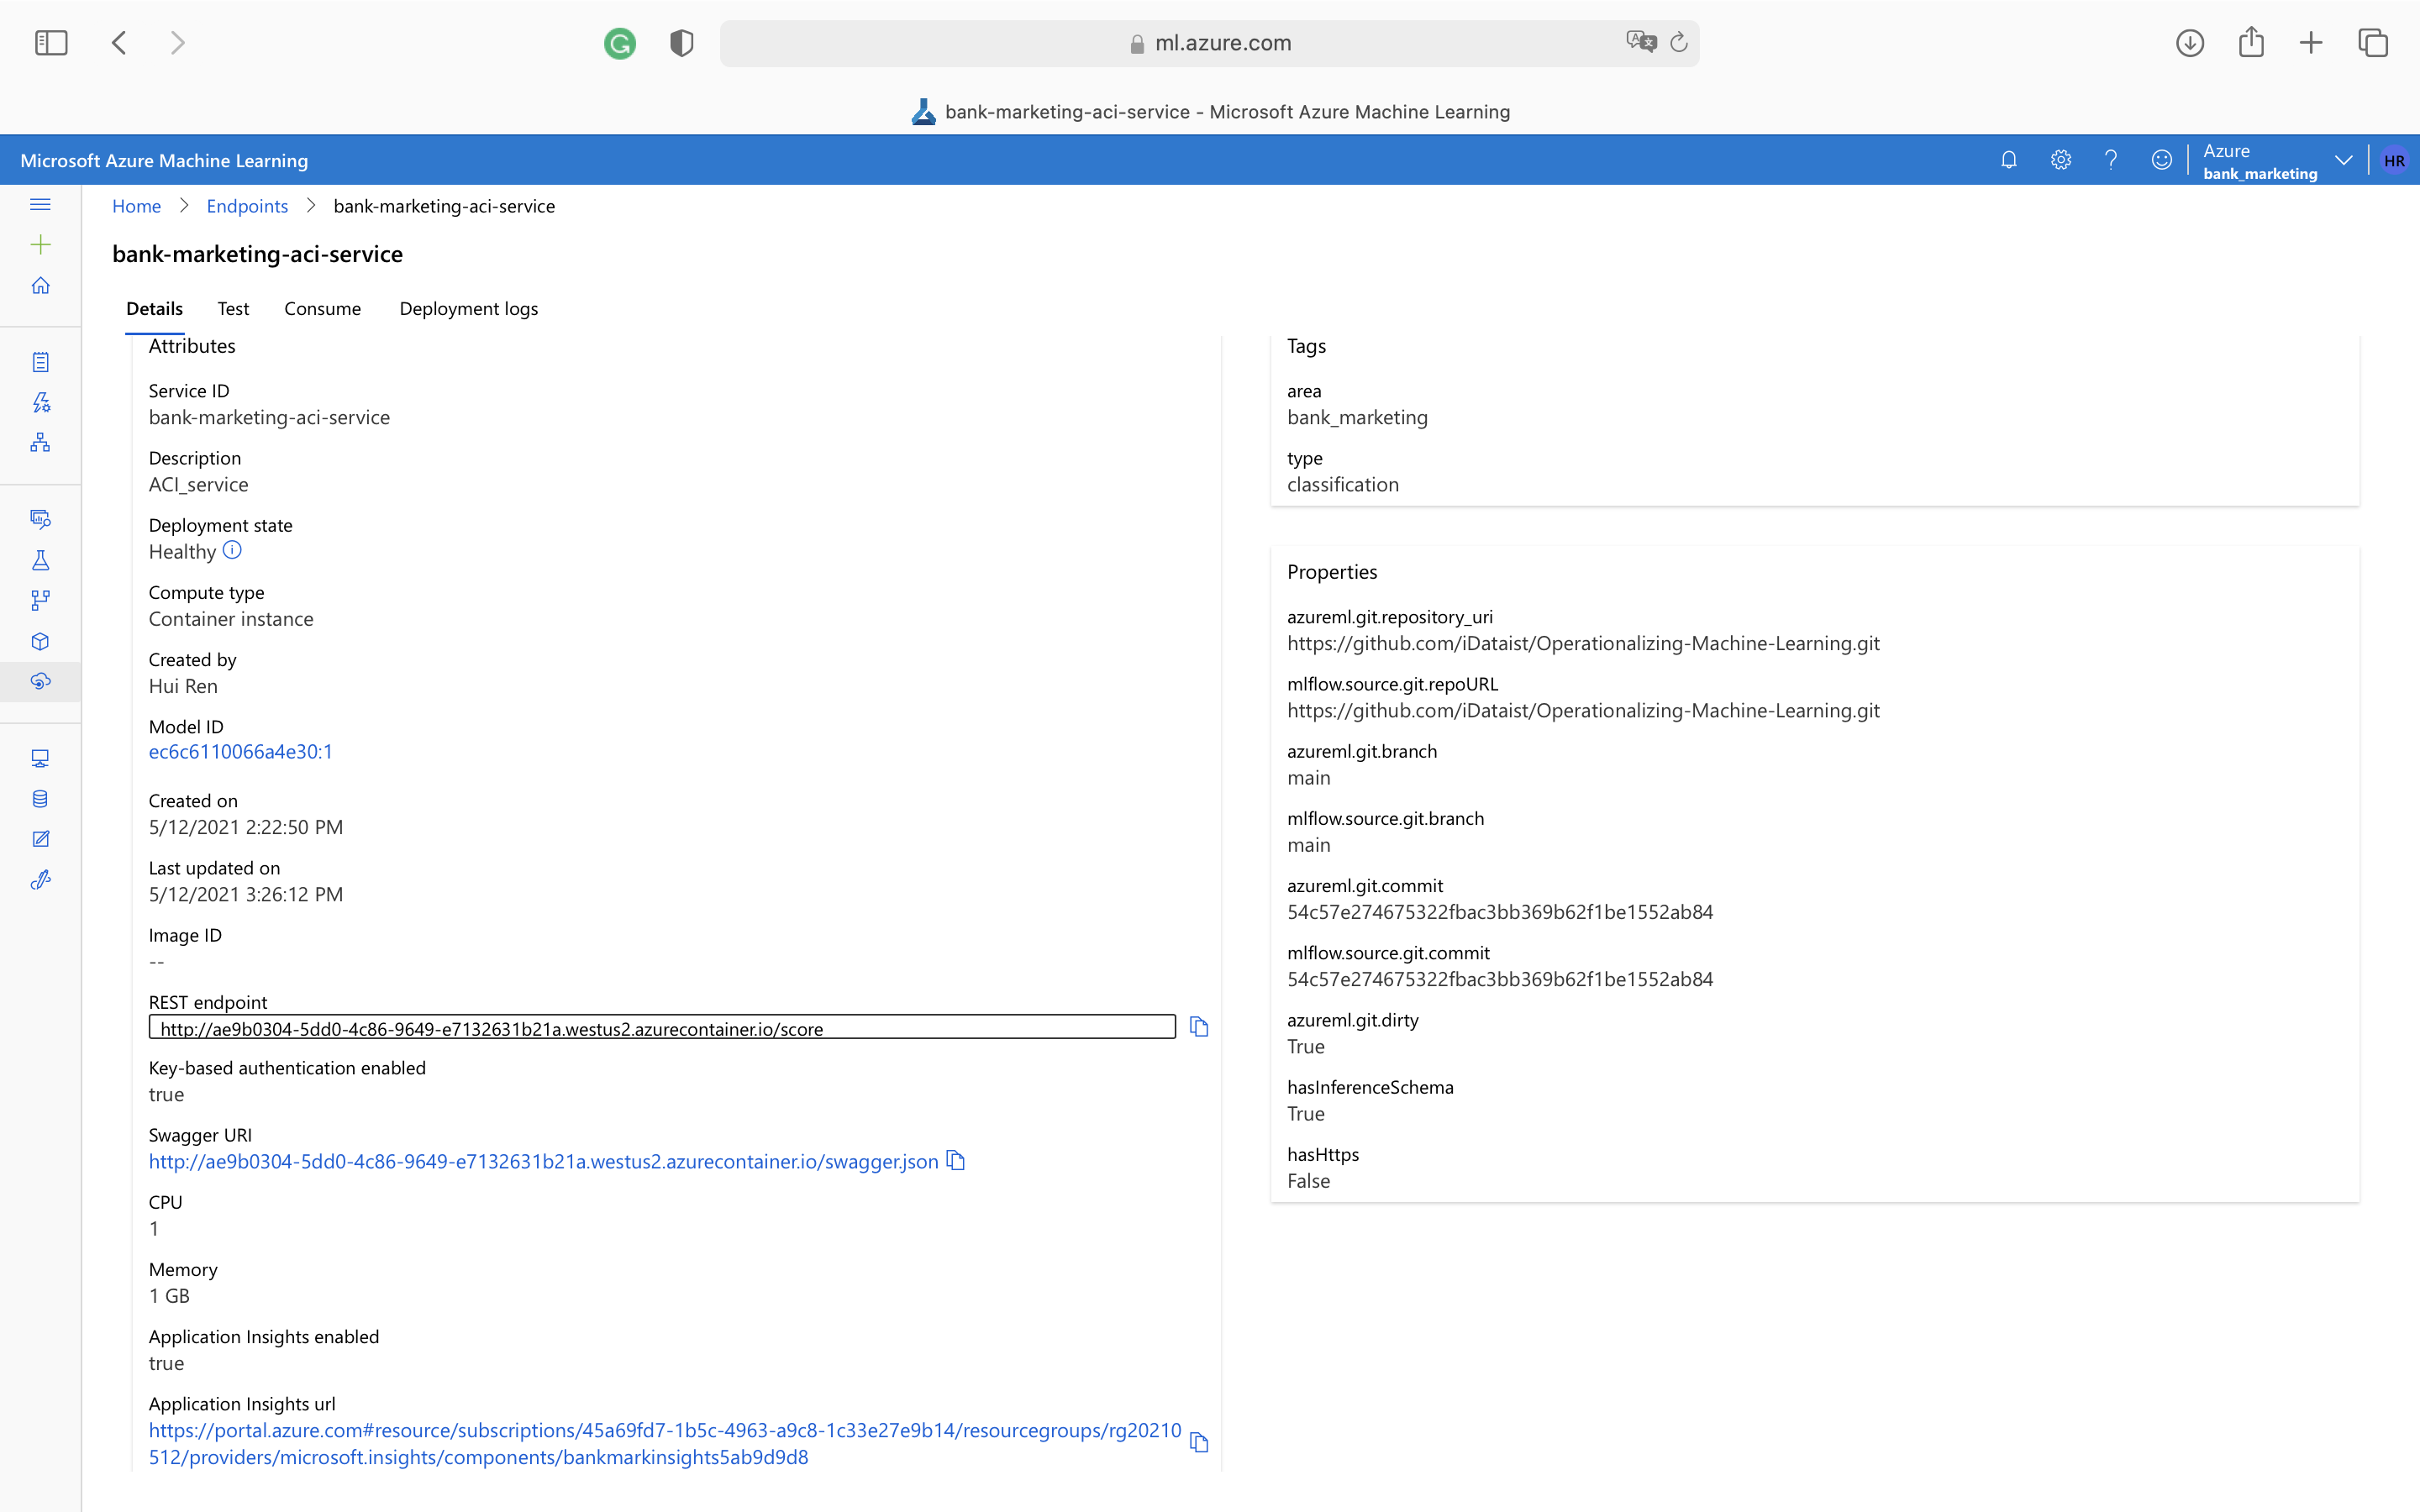 ml.azure.com
bank-marketing-aci-service - Microsoft Azure Machine Learning
Microsoft Azure Machine Learning
Azure
bank_marketing
HR
Home > Endpoints > bank-marketing-aci-service
bank-marketing-aci-service
Details Test Consume Deployment logs
Attributes
Service ID
bank-marketing-aci-service
Description
ACI_service
Deployment state
Healthy
Compute type
Container instance
Created by
Hui Ren
Model ID
ec6c6110066a4e30:1
Created on
5/12/2021 2:22:50 PM
Last updated on
5/12/2021 3:26:12 PM
Image ID
--
REST endpoint
http://ae9b0304-5dd0-4c86-9649-e7132631b21a.westus2.azurecontainer.io/score
Key-based authentication enabled
true
Swagger URI
http://ae9b0304-5dd0-4c86-9649-e7132631b21a.westus2.azurecontainer.io/swagger.json
CPU
1
Memory
1 GB
Application Insights enabled
true
Application Insights url
https://portal.azure.com#resource/subscriptions/45a69fd7-1b5c-4963-a9c8-1c33e27e9b14/resourcegroups/rg20210
512/providers/microsoft.insights/components/bankmarkinsights5ab9d9d8
Tags
area
bank_marketing
type
classification
Properties
azureml.git.repository_uri
https://github.com/iDataist/Operationalizing-Machine-Learning.git
mlflow.source.git.repoURL
https://github.com/iDataist/Operationalizing-Machine-Learning.git
azureml.git.branch
main
mlflow.source.git.branch
main
azureml.git.commit
54c57e274675322fbac3bb369b62f1be1552ab84
mlflow.source.git.commit
54c57e274675322fbac3bb369b62f1be1552ab84
azureml.git.dirty
True
hasInferenceSchema
True
hasHttps
False